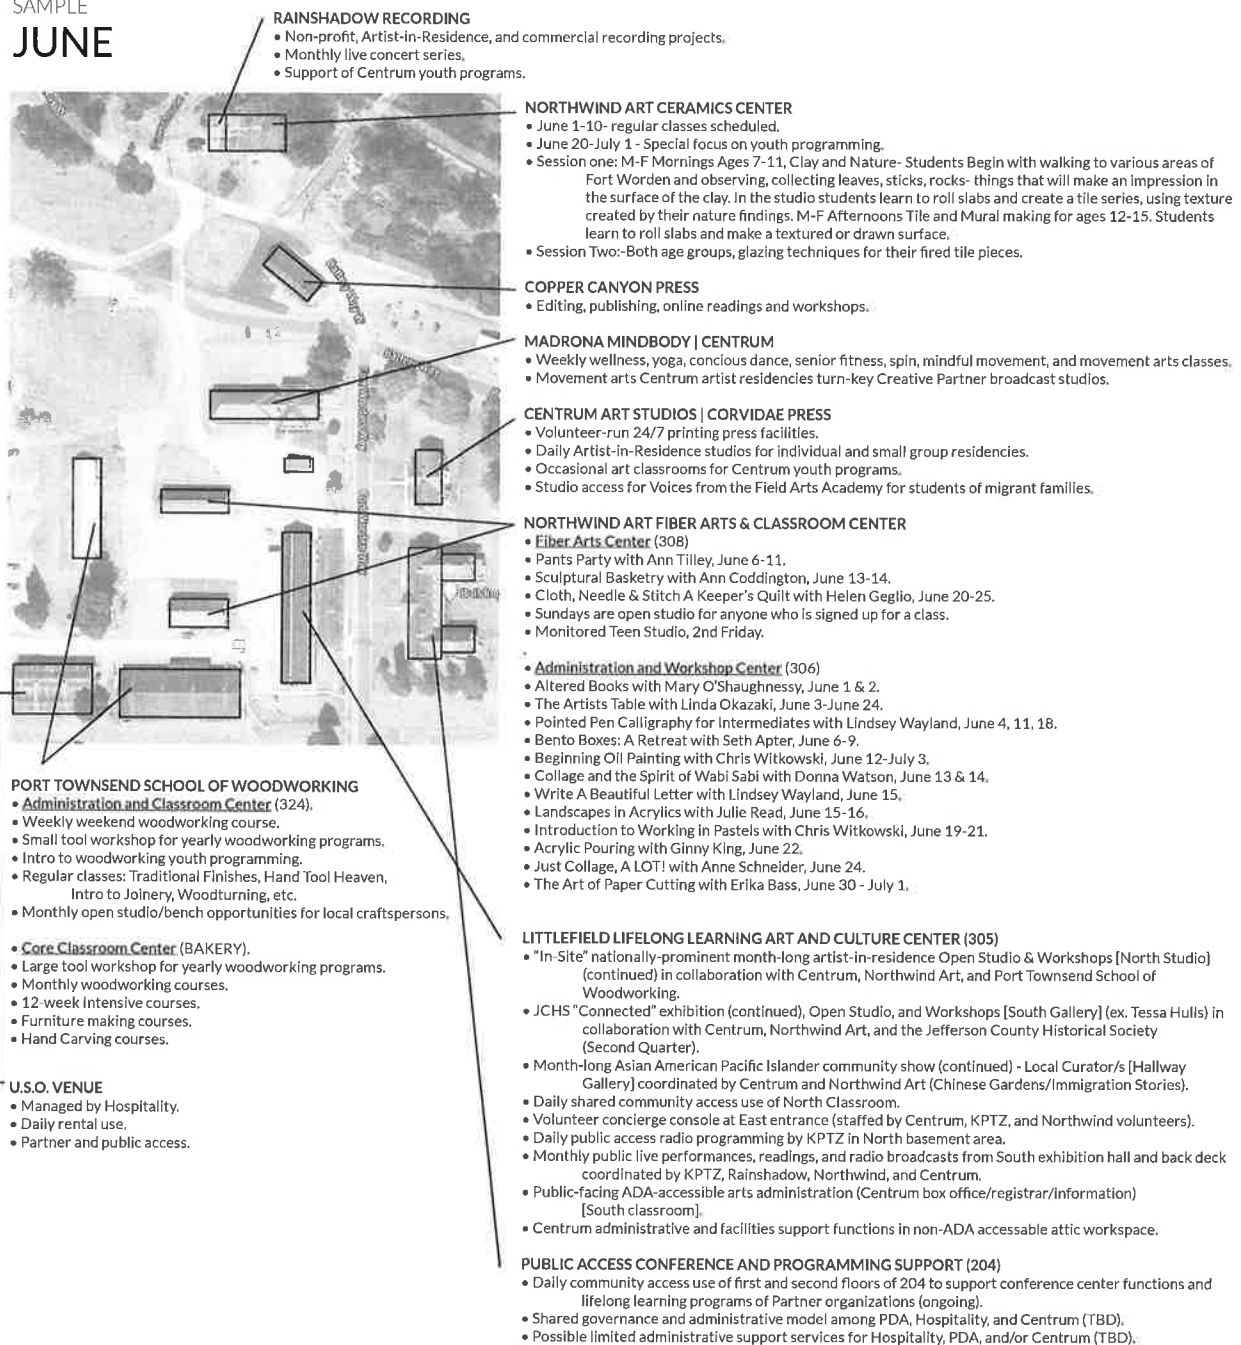 SAMPLE
JUNE
RAINSHADOW RECORDING
• Non-profit, Artist-in-Residence, and commercial recording projects.
• Monthly live concert series.
• Support of Centrum youth programs.
NORTHWIND ART CERAMICS CENTER
• June 1-10- regular classes scheduled.
• June 20-July 1 - Special focus on youth programming.
• Session one: M-F Mornings Ages 7-11, Clay and Nature- Students Begin with walking to various areas of
Fort Worden and observing, collecting leaves, sticks, rocks- things that will make an impression in
the surface of the clay. In the studio students learn to roll slabs and create a tile series, using texture
created by their nature findings. M-F Afternoons Tile and Mural making for ages 12-15. Students
learn to roll slabs and make a textured or drawn surface.
• Session Two:-Both age groups, glazing techniques for their fired tile pieces.
COPPER CANYON PRESS
• Editing, publishing, online readings and workshops.
MADRONA MINDBODY | CENTRUM
• Weekly wellness, yoga, concious dance, senior fitness, spin, mindful movement, and movement arts classes.
• Movement arts Centrum artist residencies turn-key Creative Partner broadcast studios.
CENTRUM ART STUDIOS | CORVIDAE PRESS
• Volunteer-run 24/7 printing press facilities.
• Daily Artist-in-Residence studios for individual and small group residencies.
• Occasional art classrooms for Centrum youth programs.
• Studio access for Voices from the Field Arts Academy for students of migrant families.
NORTHWIND ART FIBER ARTS & CLASSROOM CENTER
• Fiber Arts Center (308)
• Pants Party with Ann Tilley, June 6-11.
• Sculptural Basketry with Ann Coddington, June 13-14.
• Cloth, Needle & Stitch A Keeper's Quilt with Helen Geglio, June 20-25.
• Sundays are open studio for anyone who is signed up for a class.
• Monitored Teen Studio, 2nd Friday.
• Administration and Workshop Center (306)
• Altered Books with Mary O'Shaughnessy, June 1 & 2.
• The Artists Table with Linda Okazaki, June 3-June 24.
• Pointed Pen Calligraphy for Intermediates with Lindsey Wayland, June 4, 11, 18.
• Bento Boxes: A Retreat with Seth Apter, June 6-9.
• Beginning Oil Painting with Chris Witkowski, June 12-July 3.
• Collage and the Spirit of Wabi Sabi with Donna Watson, June 13 & 14.
• Write A Beautiful Letter with Lindsey Wayland, June 15.
• Landscapes in Acrylics with Julie Read, June 15-16.
• Introduction to Working in Pastels with Chris Witkowski, June 19-21.
• Acrylic Pouring with Ginny King, June 22.
• Just Collage, A LOT! with Anne Schneider, June 24.
• The Art of Paper Cutting with Erika Bass, June 30 - July 1.
PORT TOWNSEND SCHOOL OF WOODWORKING
• Administration and Classroom Center (324).
• Weekly weekend woodworking course.
• Small tool workshop for yearly woodworking programs.
• Intro to woodworking youth programming.
• Regular classes: Traditional Finishes, Hand Tool Heaven,
Intro to Joinery, Woodturning, etc.
• Monthly open studio/bench opportunities for local craftspersons.
• Core Classroom Center (BAKERY).
• Large tool workshop for yearly woodworking programs.
• Monthly woodworking courses.
• 12-week intensive courses.
• Furniture making courses.
• Hand Carving courses.
U.S.O. VENUE
• Managed by Hospitality.
• Daily rental use.
• Partner and public access.
LITTLEFIELD LIFELONG LEARNING ART AND CULTURE CENTER (305)
• "In-Site" nationally-prominent month-long artist-in-residence Open Studio & Workshops [North Studio]
(continued) in collaboration with Centrum, Northwind Art, and Port Townsend School of
Woodworking.
• JCHS "Connected" exhibition (continued), Open Studio, and Workshops [South Gallery] (ex. Tessa Hulls) in
collaboration with Centrum, Northwind Art, and the Jefferson County Historical Society
(Second Quarter).
• Month-long Asian American Pacific Islander community show (continued) - Local Curator/s [Hallway
Gallery] coordinated by Centrum and Northwind Art (Chinese Gardens/Immigration Stories).
• Daily shared community access use of North Classroom.
• Volunteer concierge console at East entrance (staffed by Centrum, KPTZ, and Northwind volunteers).
• Daily public access radio programming by KPTZ in North basement area.
• Monthly public live performances, readings, and radio broadcasts from South exhibition hall and back deck
coordinated by KPTZ, Rainshadow, Northwind, and Centrum.
• Public-facing ADA-accessible arts administration (Centrum box office/registrar/information)
[South classroom].
• Centrum administrative and facilities support functions in non-ADA accessable attic workspace.
PUBLIC ACCESS CONFERENCE AND PROGRAMMING SUPPORT (204)
• Daily community access use of first and second floors of 204 to support conference center functions and
lifelong learning programs of Partner organizations (ongoing).
• Shared governance and administrative model among PDA, Hospitality, and Centrum (TBD).
• Possible limited administrative support services for Hospitality, PDA, and/or Centrum (TBD).